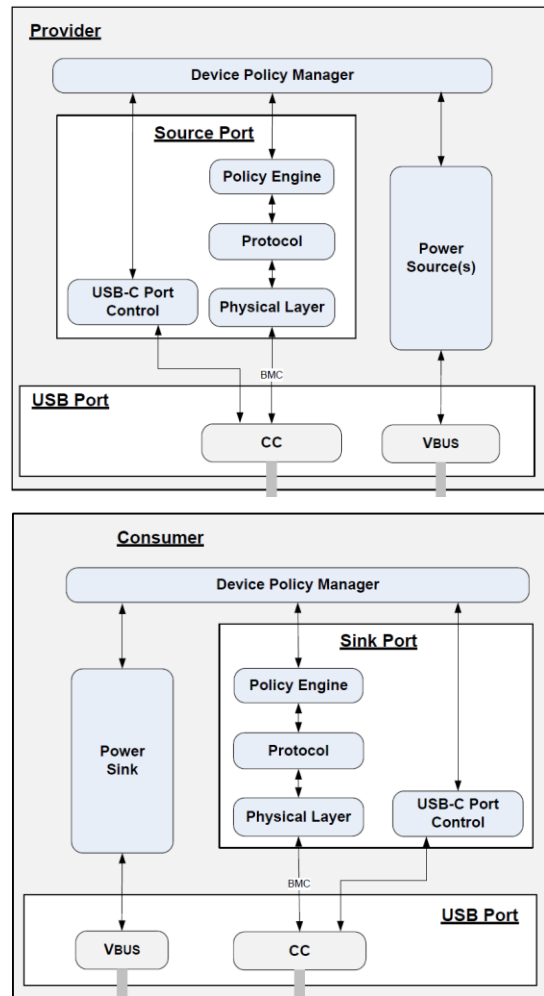 Provider
Device Policy Manager
Source Port
Policy Engine
Protocol
Power
Source(s)
USB-C Port
Control
Physical Layer
BMC
USB Port
CC
VBUS
Consumer
Device Policy Manager
Sink Port
Policy Engine
Power
Sink
Protocol
Physical Layer
USB-C Port
Control
BMC
USB Port
VBUS
CC